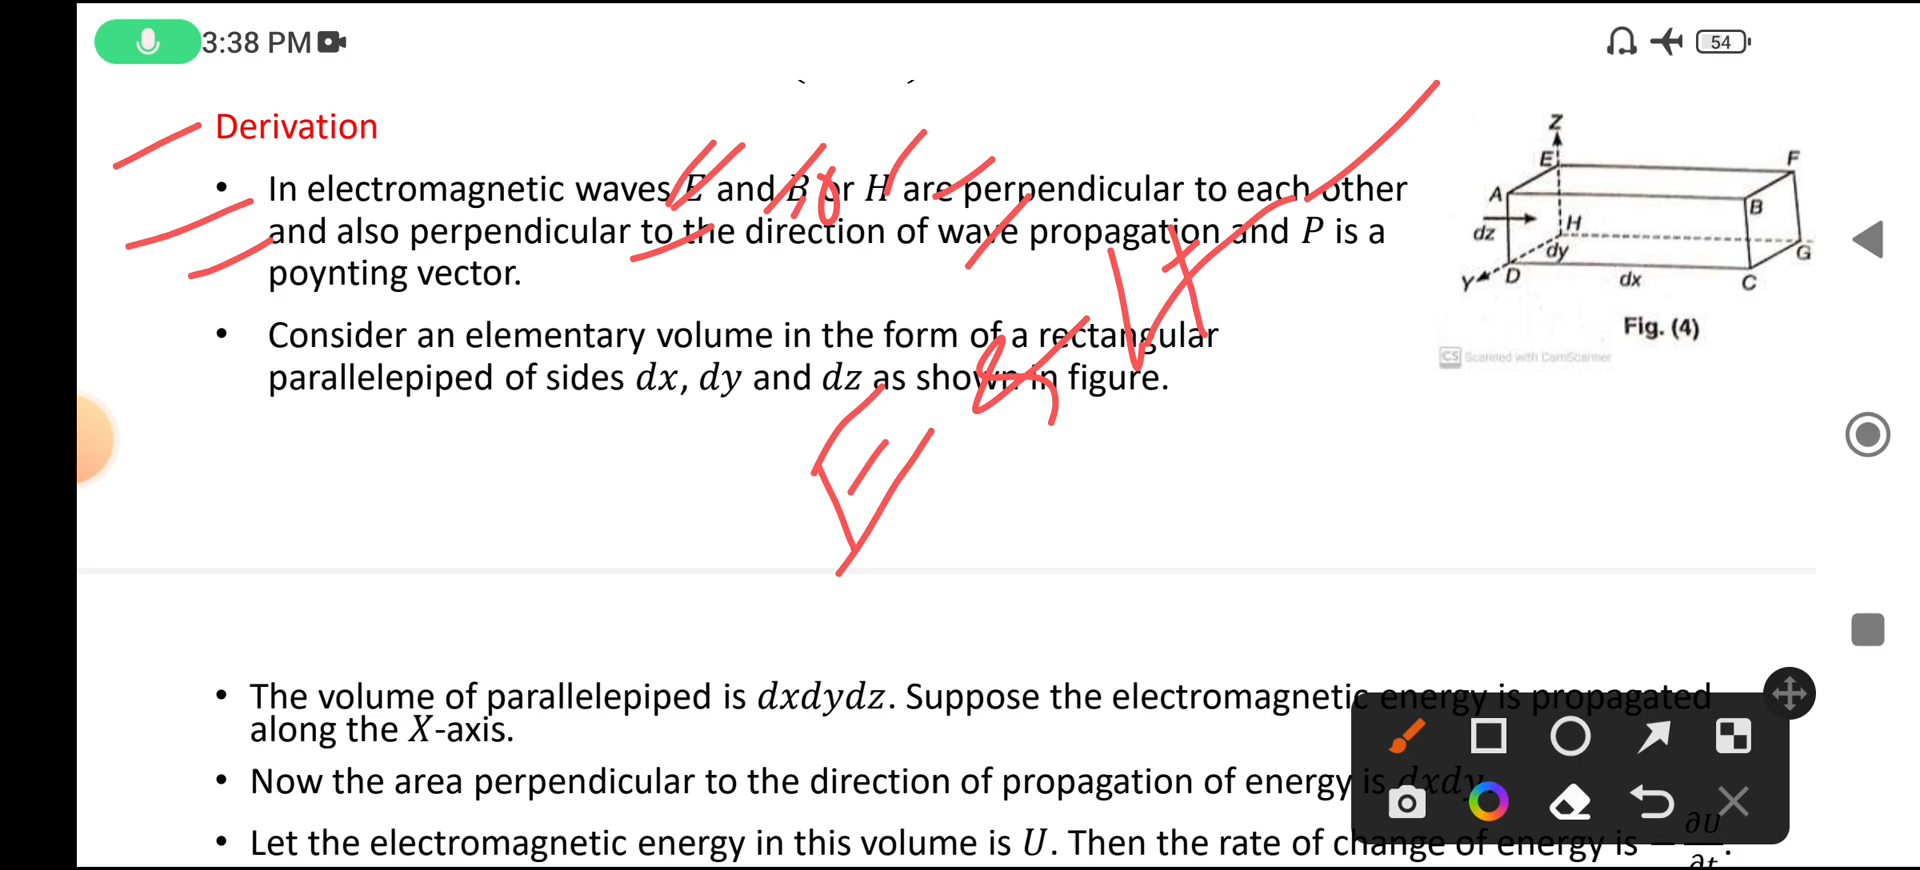 3:38 PM
54
Derivation
• In electromagnetic waves E and B or H are perpendicular to each other
and also perpendicular to the direction of wave propagation and P is a
poynting vector.
• Consider an elementary volume in the form of a rectangular
parallelepiped of sides dx, dy and dz as shown in figure.
Z
E
F
A
B
dz
H
dy
G
Y
D
dx
C
Fig. (4)
CS Scanned with CamScanner
E & H
• The volume of parallelepiped is dxdydz. Suppose the electromagnetic energy is propagated
along the X-axis.
• Now the area perpendicular to the direction of propagation of energy is dxdy.
• Let the electromagnetic energy in this volume is U. Then the rate of change of energy is − ∂U/∂t.